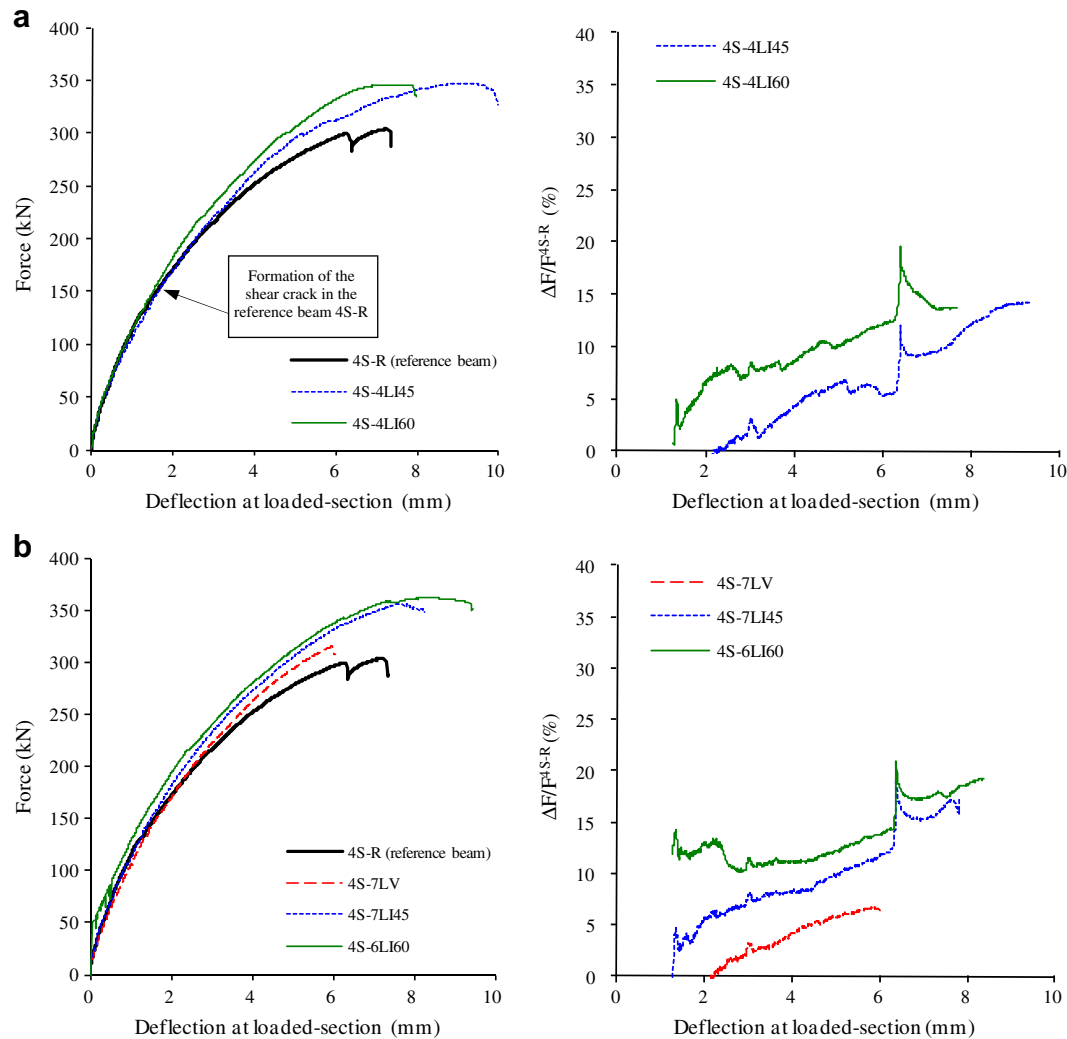 a
400
350
300
250
200
150
100
50
0
0 2 4 6 8 10
Force (kN)
Deflection at loaded-section (mm)
Formation of the
shear crack in the
reference beam 4S-R
4S-R (reference beam)
4S-4LI45
4S-4LI60
40
35
30
25
20
15
10
5
0
0 2 4 6 8 10
ΔF/F4S-R (%)
Deflection at loaded-section (mm)
4S-4LI45
4S-4LI60
b
400
350
300
250
200
150
100
50
0
0 2 4 6 8 10
Force (kN)
Deflection at loaded-section (mm)
4S-R (reference beam)
4S-7LV
4S-7LI45
4S-6LI60
40
35
30
25
20
15
10
5
0
0 2 4 6 8 10
ΔF/F4S-R (%)
Deflection at loaded-section (mm)
4S-7LV
4S-7LI45
4S-6LI60